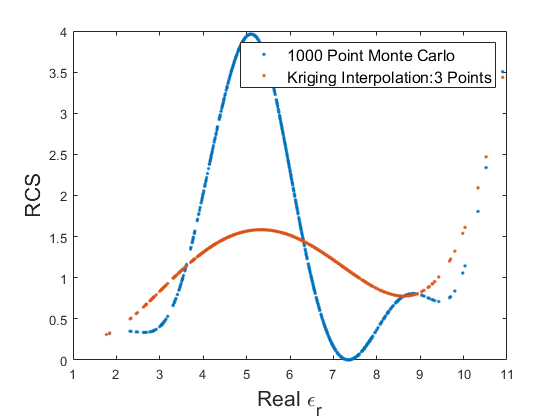 4
3.5
3
2.5
2
1.5
1
0.5
0
RCS
1000 Point Monte Carlo
Kriging Interpolation:3 Points
1 2 3 4 5 6 7 8 9 10 11
Real ϵr